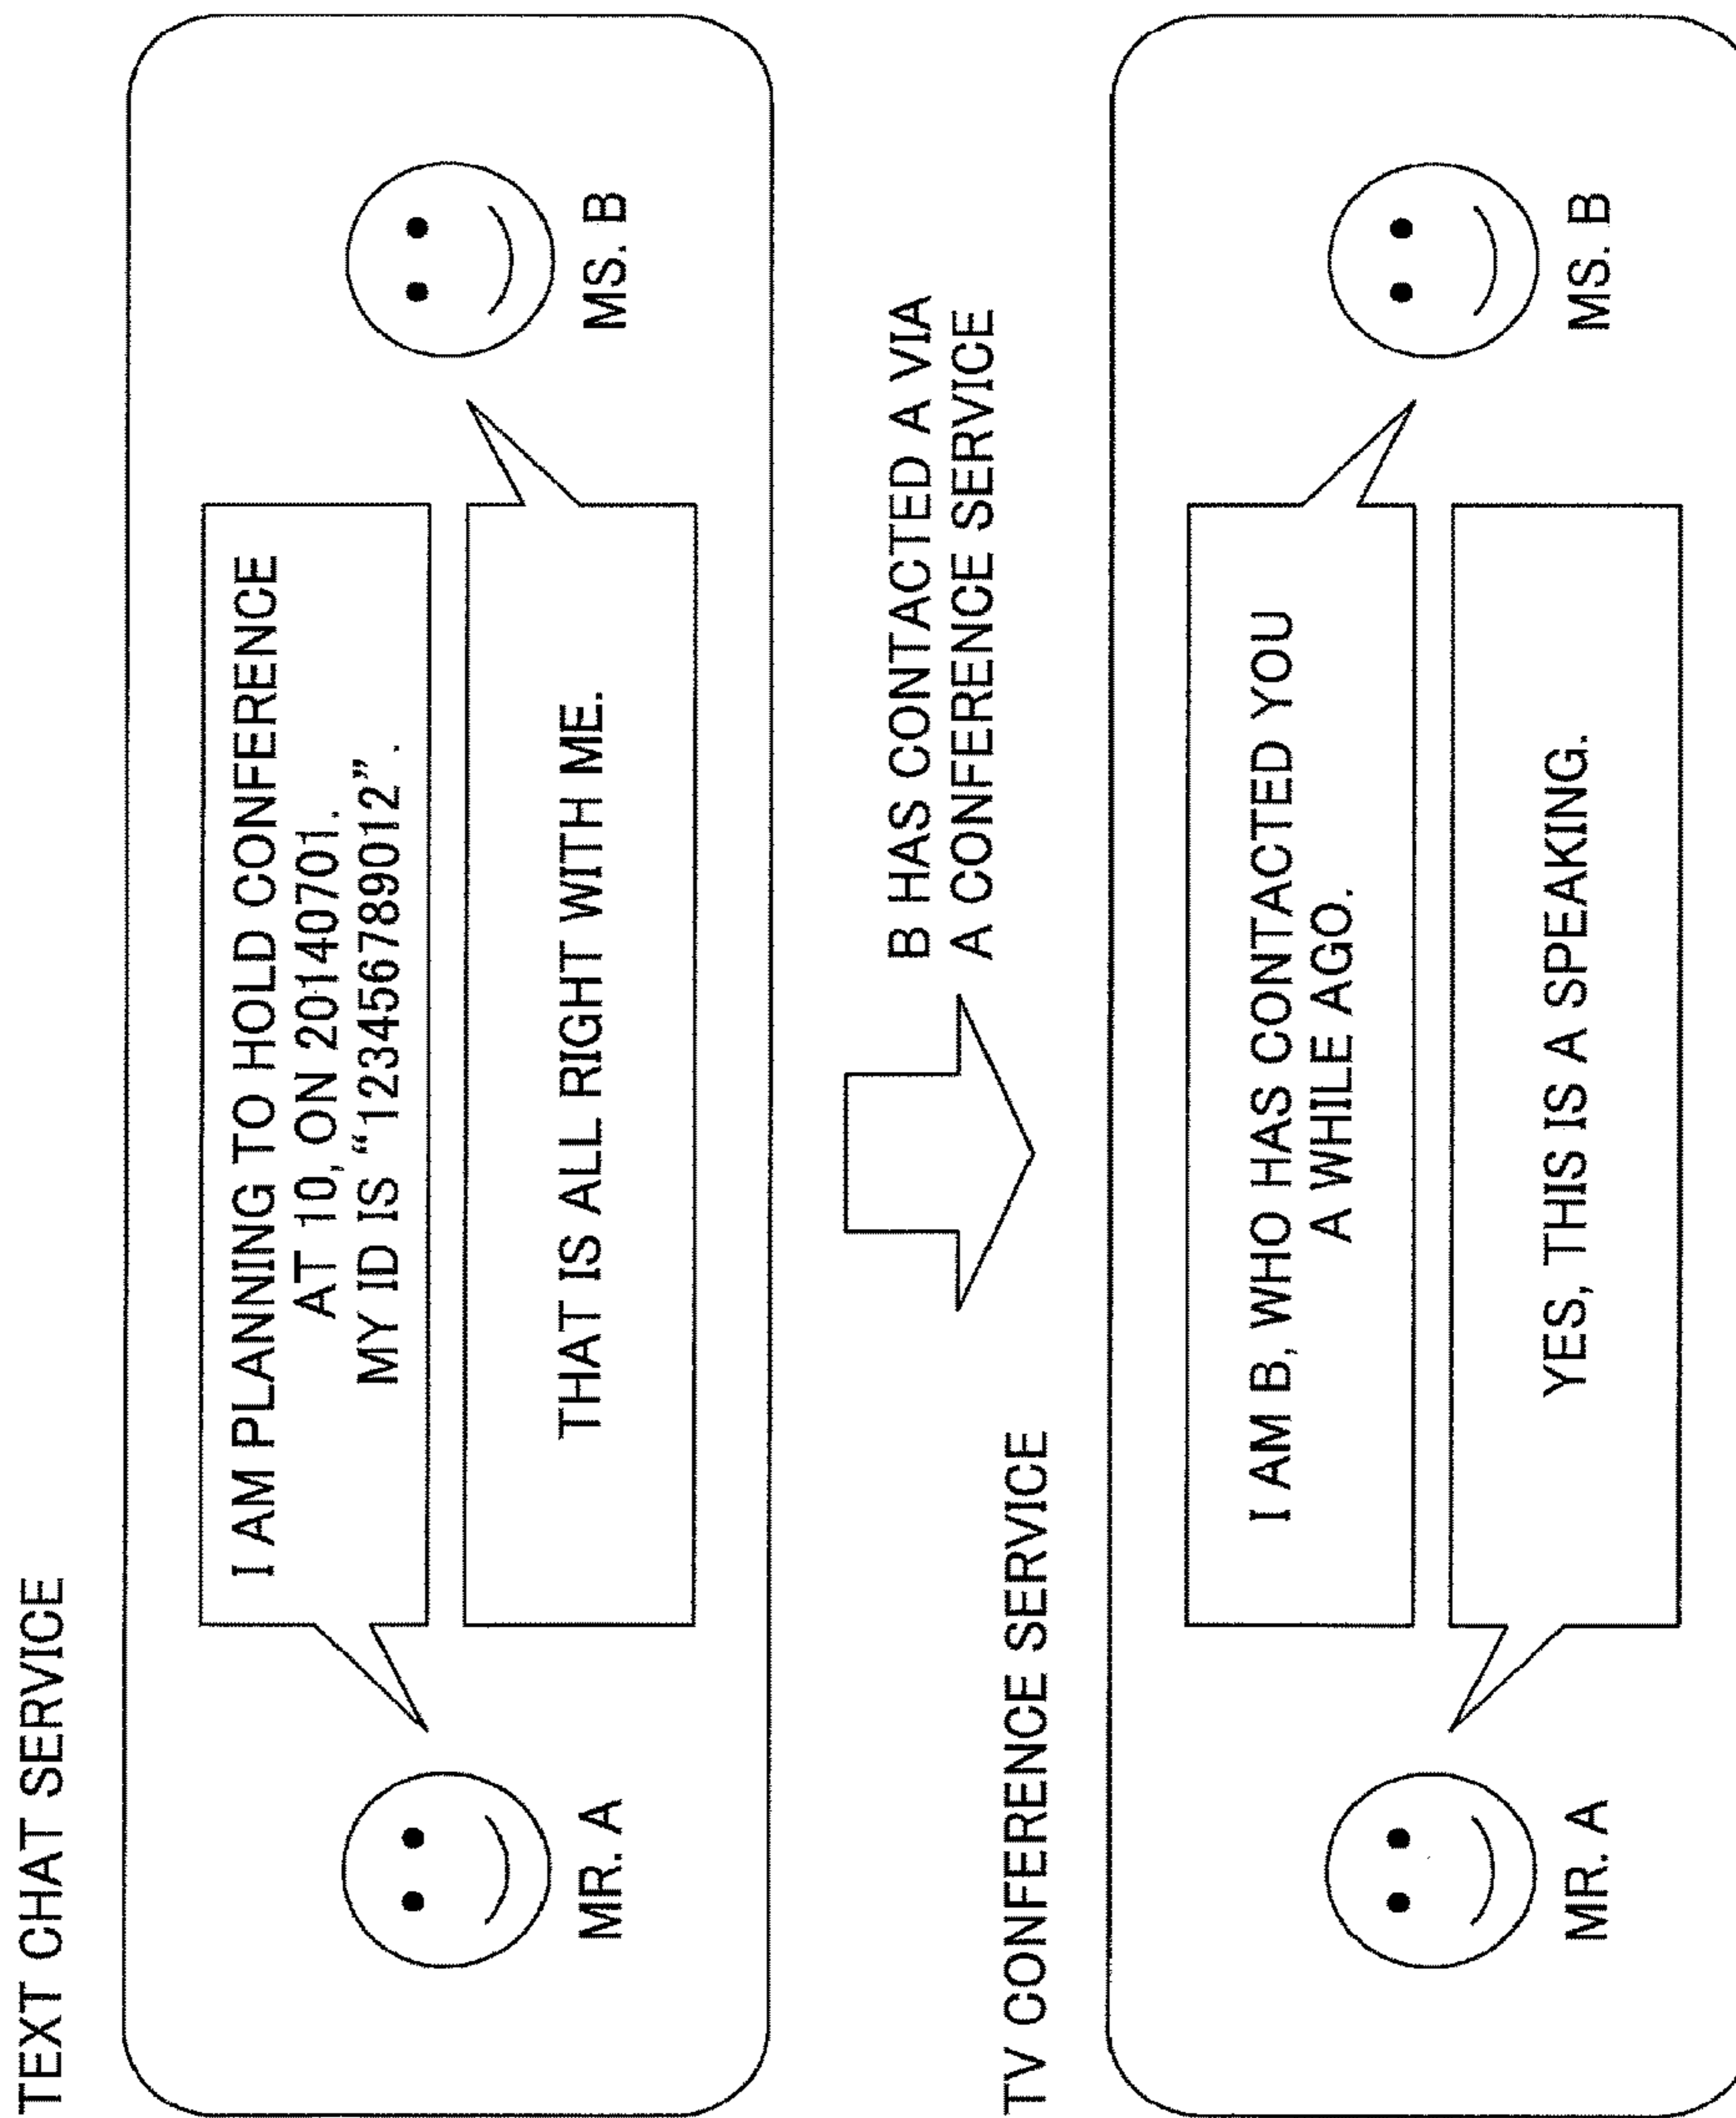 TEXT CHAT SERVICE
I AM PLANNING TO HOLD CONFERENCE
AT 10, ON 20140701.
MY ID IS “123456789012”.
THAT IS ALL RIGHT WITH ME.
MR. A
MS. B
B HAS CONTACTED A VIA
A CONFERENCE SERVICE
TV CONFERENCE SERVICE
I AM B, WHO HAS CONTACTED YOU
A WHILE AGO.
YES, THIS IS A SPEAKING.
MR. A
MS. B